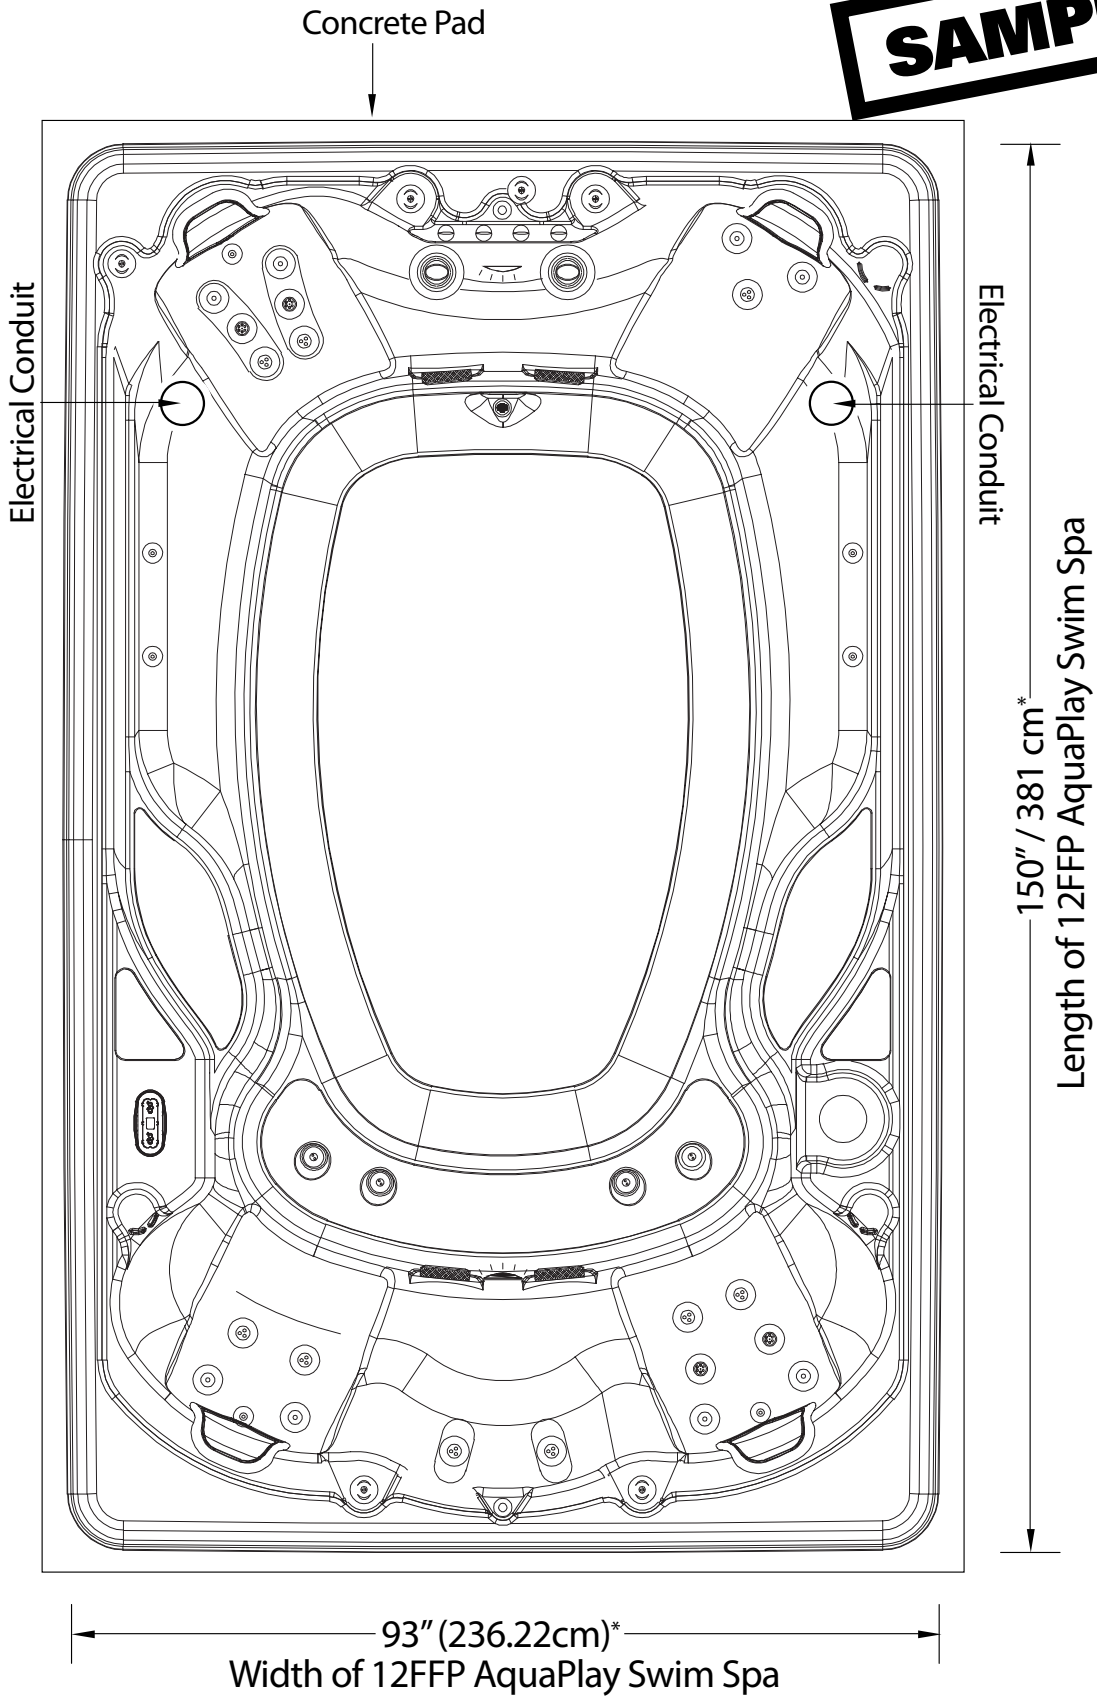 Concrete Pad
SAMP
Electrical Conduit
Electrical Conduit
150" / 381 cm*
Length of 12FFP AquaPlay Swim Spa
93" (236.22cm)*
Width of 12FFP AquaPlay Swim Spa